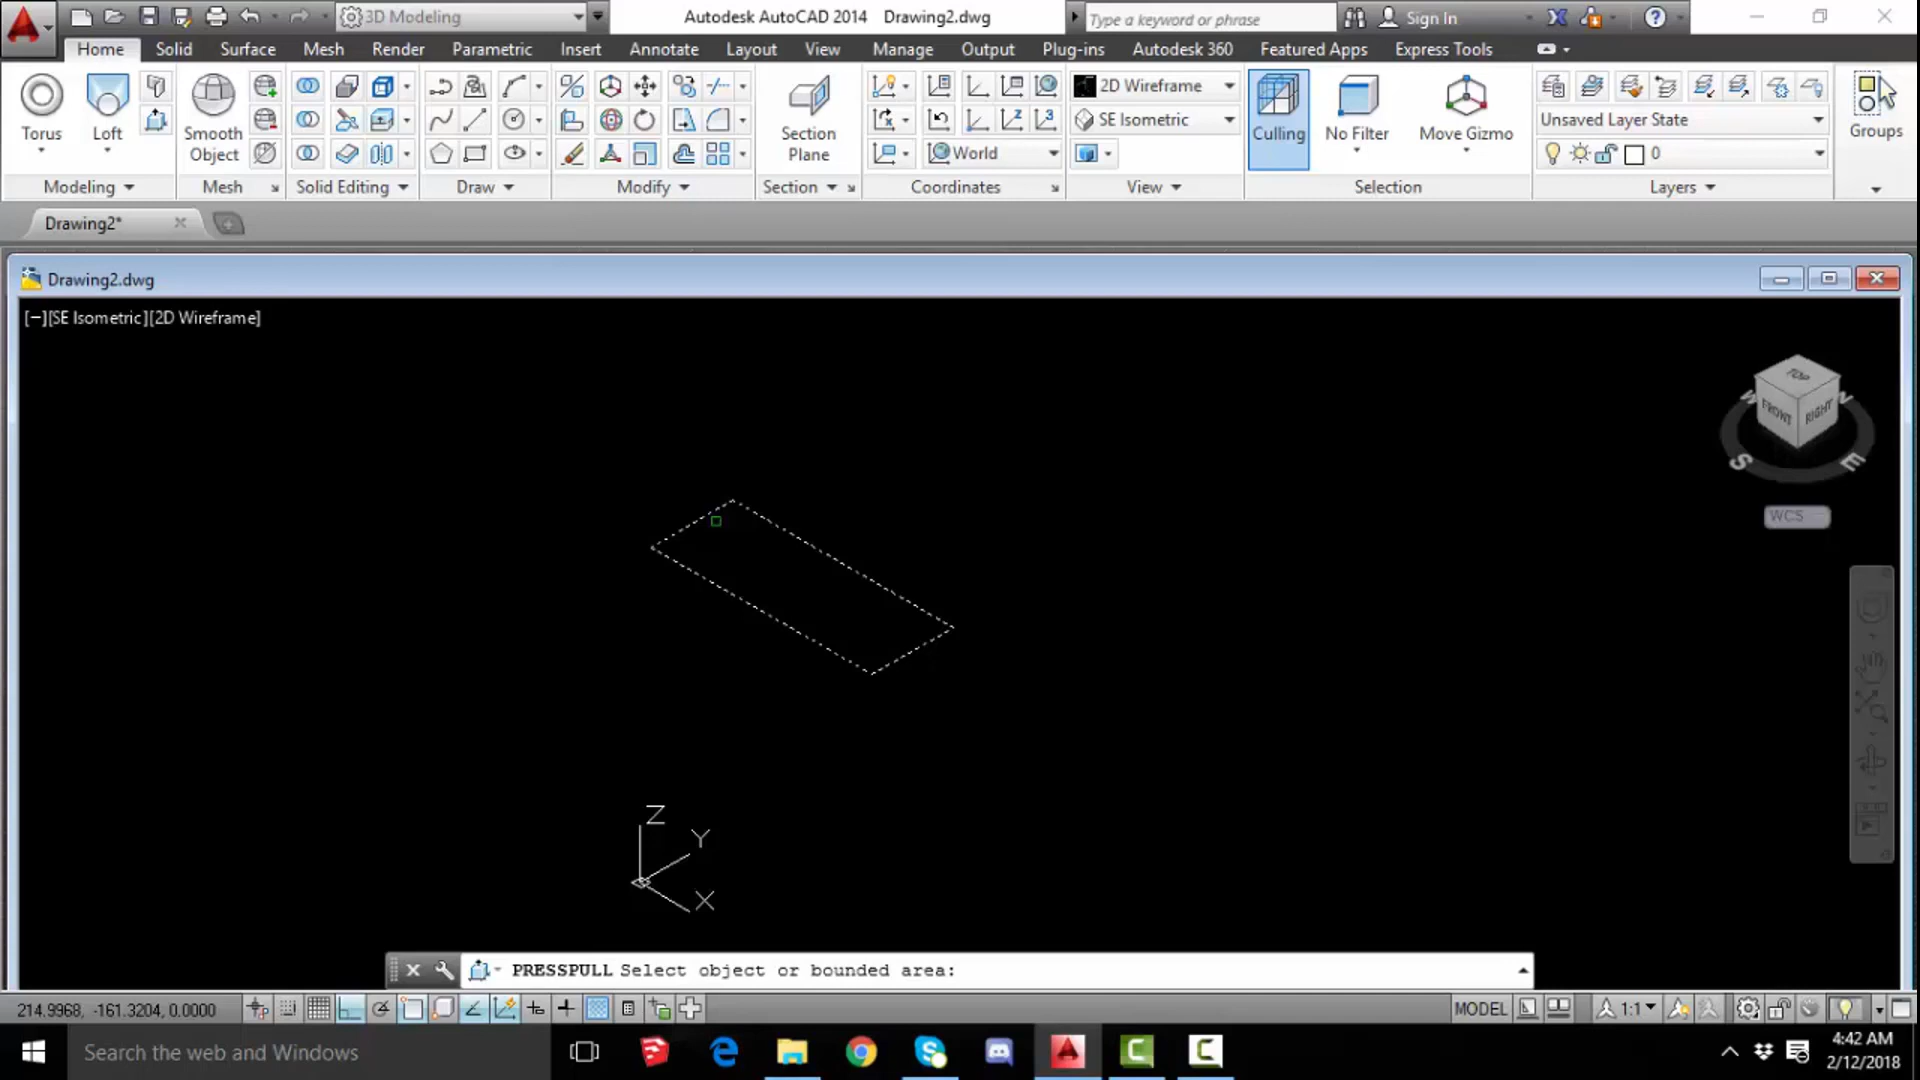 3D Modeling
Autodesk AutoCAD 2014 Drawing2.dwg
Type a keyword or phrase
Sign In
Home Solid Surface Mesh Render Parametric Insert Annotate Layout View Manage Output Plug-ins Autodesk 360 Featured Apps Express Tools
Torus
Loft
Smooth
Object
Section
Plane
World
2D Wireframe
SE Isometric
Culling
No Filter
Move Gizmo
Unsaved Layer State
0
Groups
Modeling Mesh Solid Editing Draw Modify Section Coordinates View Selection Layers
Drawing2*
Drawing2.dwg
[−][SE Isometric][2D Wireframe]
TOP
FRONT
RIGHT
W
N
S
E
WCS
Z
Y
X
PRESSPULL Select object or bounded area:
214.9968, -161.3204, 0.0000
MODEL
1:1
Search the web and Windows
4:42 AM
2/12/2018